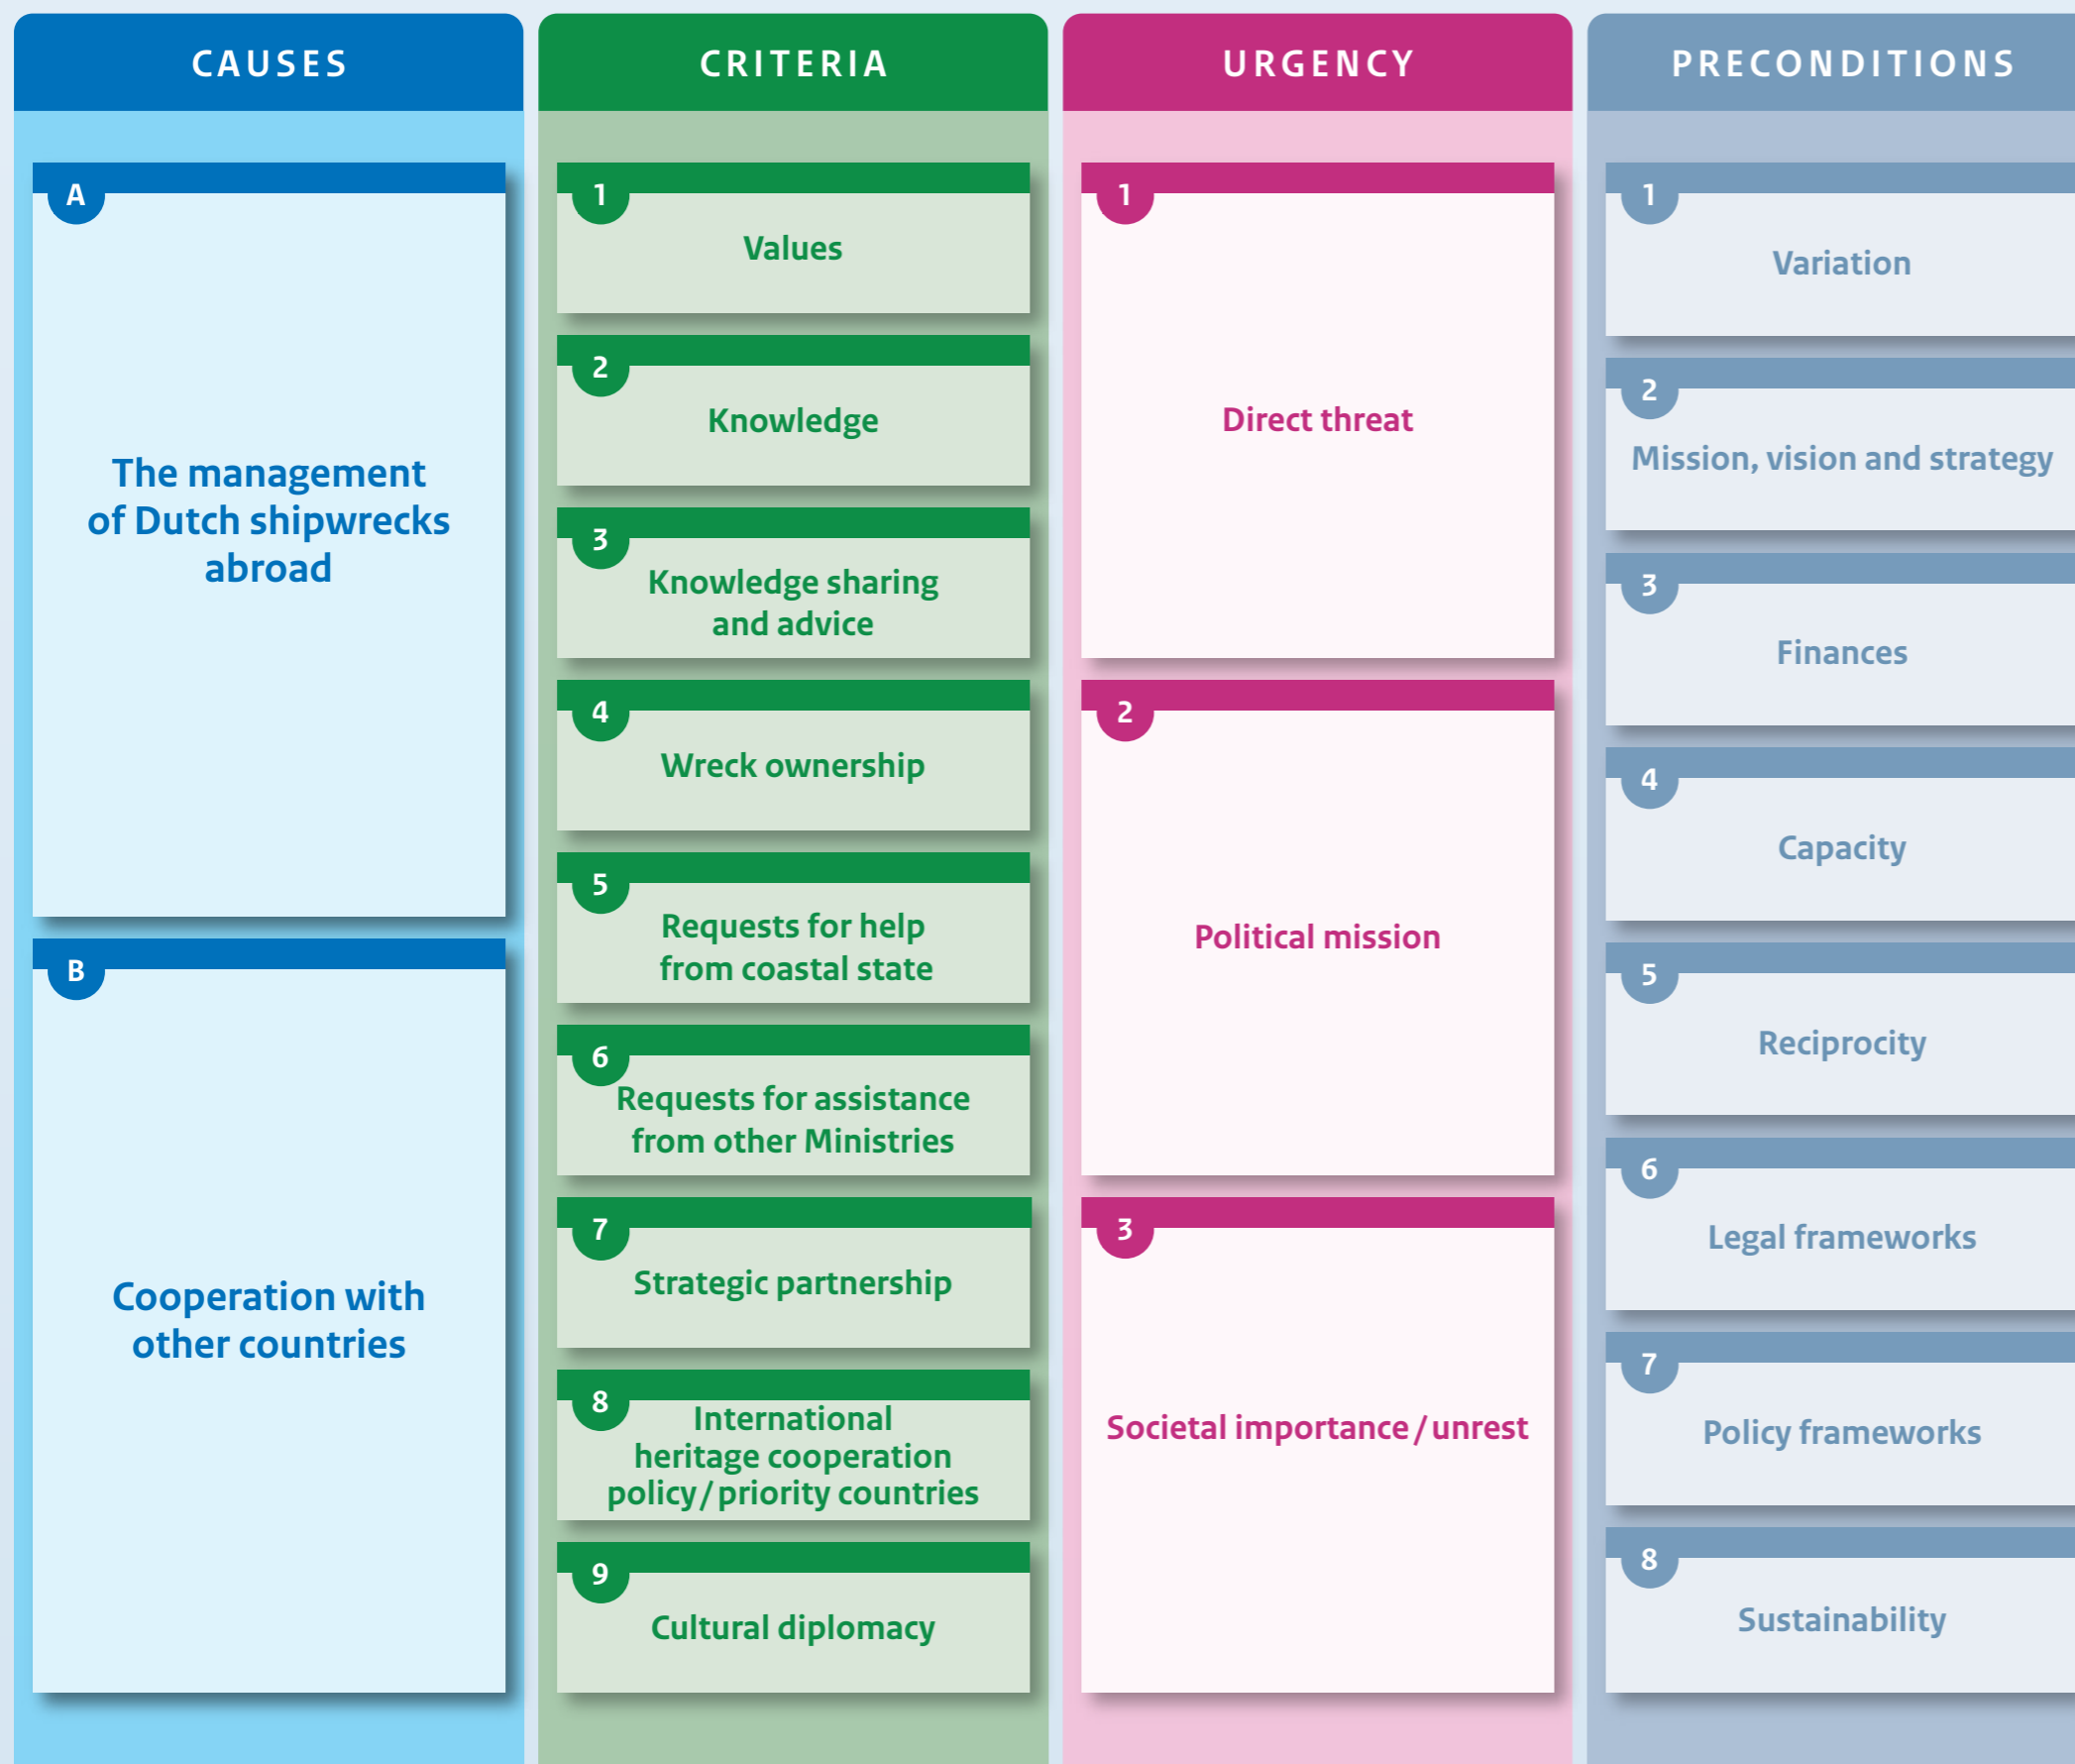 CAUSES
A
The management
of Dutch shipwrecks
abroad
B
Cooperation with
other countries
CRITERIA
1
Values
2
Knowledge
3
Knowledge sharing
and advice
4
Wreck ownership
5
Requests for help
from coastal state
6
Requests for assistance
from other Ministries
7
Strategic partnership
8
International
heritage cooperation
policy/priority countries
9
Cultural diplomacy
URGENCY
1
Direct threat
2
Political mission
3
Societal importance/unrest
PRECONDITIONS
1
Variation
2
Mission, vision and strategy
3
Finances
4
Capacity
5
Reciprocity
6
Legal frameworks
7
Policy frameworks
8
Sustainability